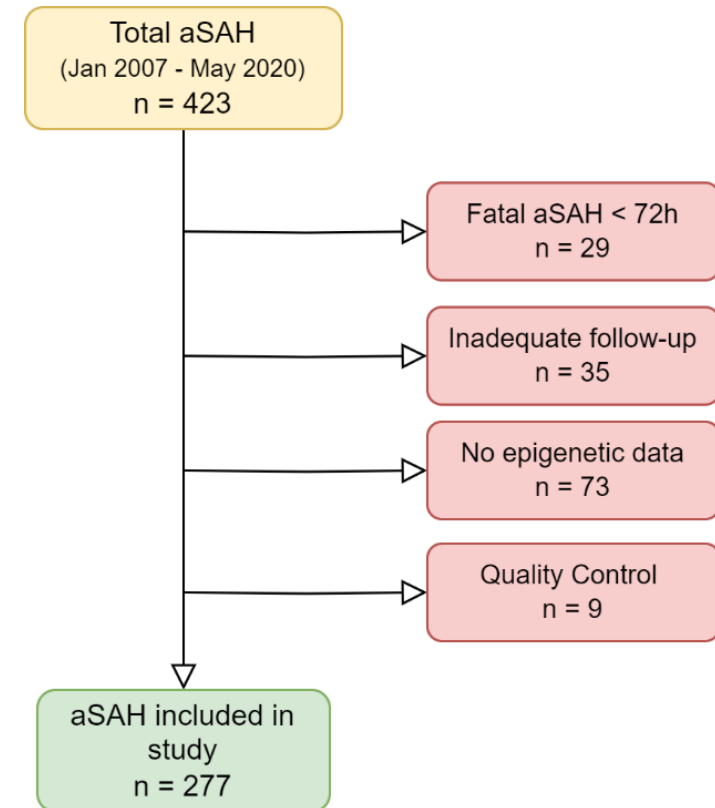 Total aSAH
(Jan 2007 - May 2020)
n = 423
Fatal aSAH < 72h
n = 29
Inadequate follow-up
n = 35
No epigenetic data
n = 73
Quality Control
n = 9
aSAH included in
study
n = 277